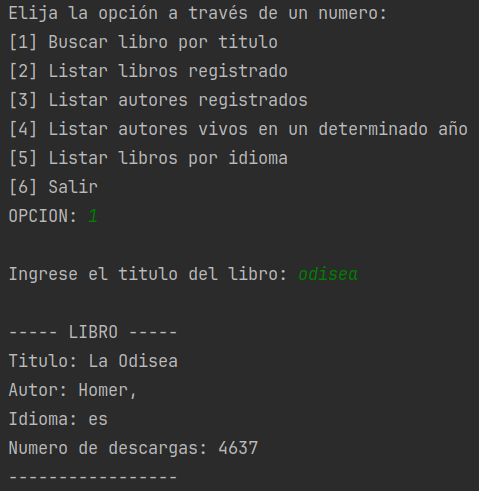 Elija la opción a través de un numero:
[1] Buscar libro por titulo
[2] Listar libros registrado
[3] Listar autores registrados
[4] Listar autores vivos en un determinado año
[5] Listar libros por idioma
[6] Salir
OPCION: 1
Ingrese el titulo del libro: odisea
----- LIBRO -----
Titulo: La Odisea
Autor: Homer,
Idioma: es
Numero de descargas: 4637
-----------------